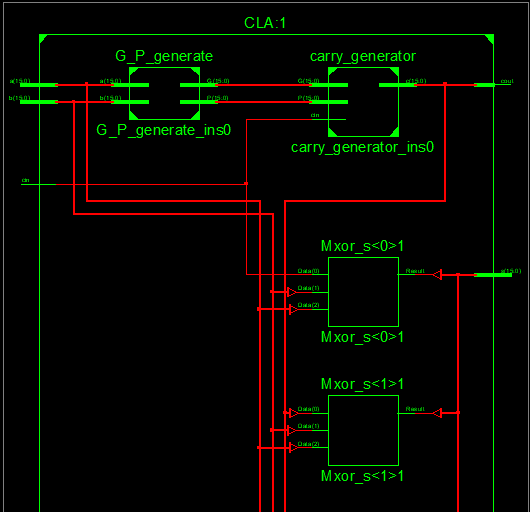 CLA:1
G_P_generate
carry_generator
a(15:0)
a(15:0)
G(15:0)
G(15:0)
c(15:0)
cout
b(15:0)
b(15:0)
P(15:0)
P(15:0)
cin
G_P_generate_ins0
carry_generator_ins0
cin
Mxor_s<0>1
Data(0)
Result
s(15:0)
Data(1)
Data(2)
Mxor_s<0>1
Mxor_s<1>1
Data(0)
Result
Data(1)
Data(2)
Mxor_s<1>1